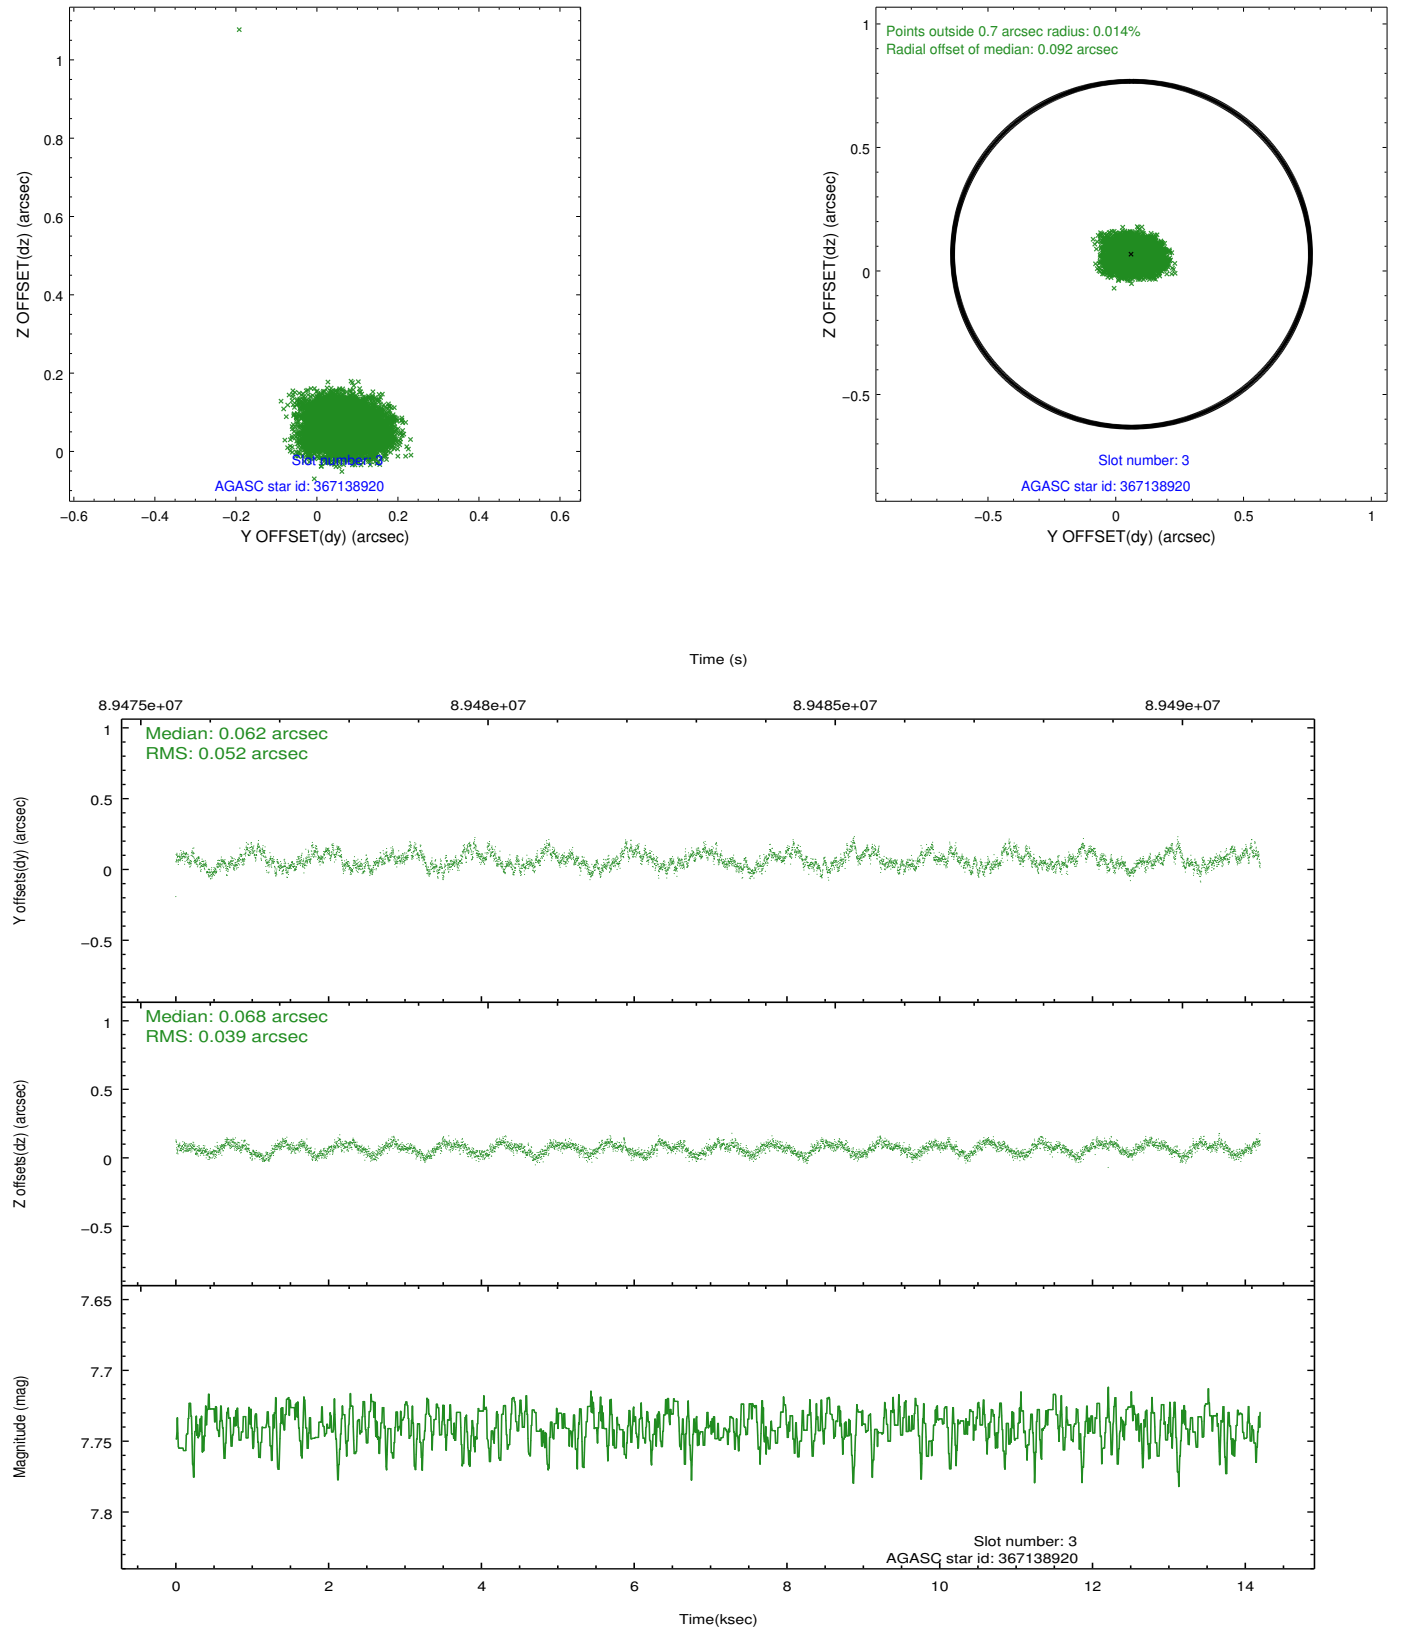 1
0.8
0.6
0.4
0.2
0
Z OFFSET(dz) (arcsec)
Slot number: 3
AGASC star id: 367138920
−0.6 −0.4 −0.2 0 0.2 0.4 0.6
Y OFFSET(dy) (arcsec)
Points outside 0.7 arcsec radius: 0.014%
Radial offset of median: 0.092 arcsec
1
0.5
0
−0.5
Z OFFSET(dz) (arcsec)
Slot number: 3
AGASC star id: 367138920
−0.5 0 0.5 1
Y OFFSET(dy) (arcsec)
Time (s)
8.9475e+07 8.948e+07 8.9485e+07 8.949e+07
Median: 0.062 arcsec
RMS: 0.052 arcsec
1
0.5
0
−0.5
Y offsets(dy) (arcsec)
Median: 0.068 arcsec
RMS: 0.039 arcsec
1
0.5
0
−0.5
Z offsets(dz) (arcsec)
7.65
7.7
7.75
7.8
Magnitude (mag)
Slot number: 3
AGASC star id: 367138920
0 2 4 6 8 10 12 14
Time(ksec)